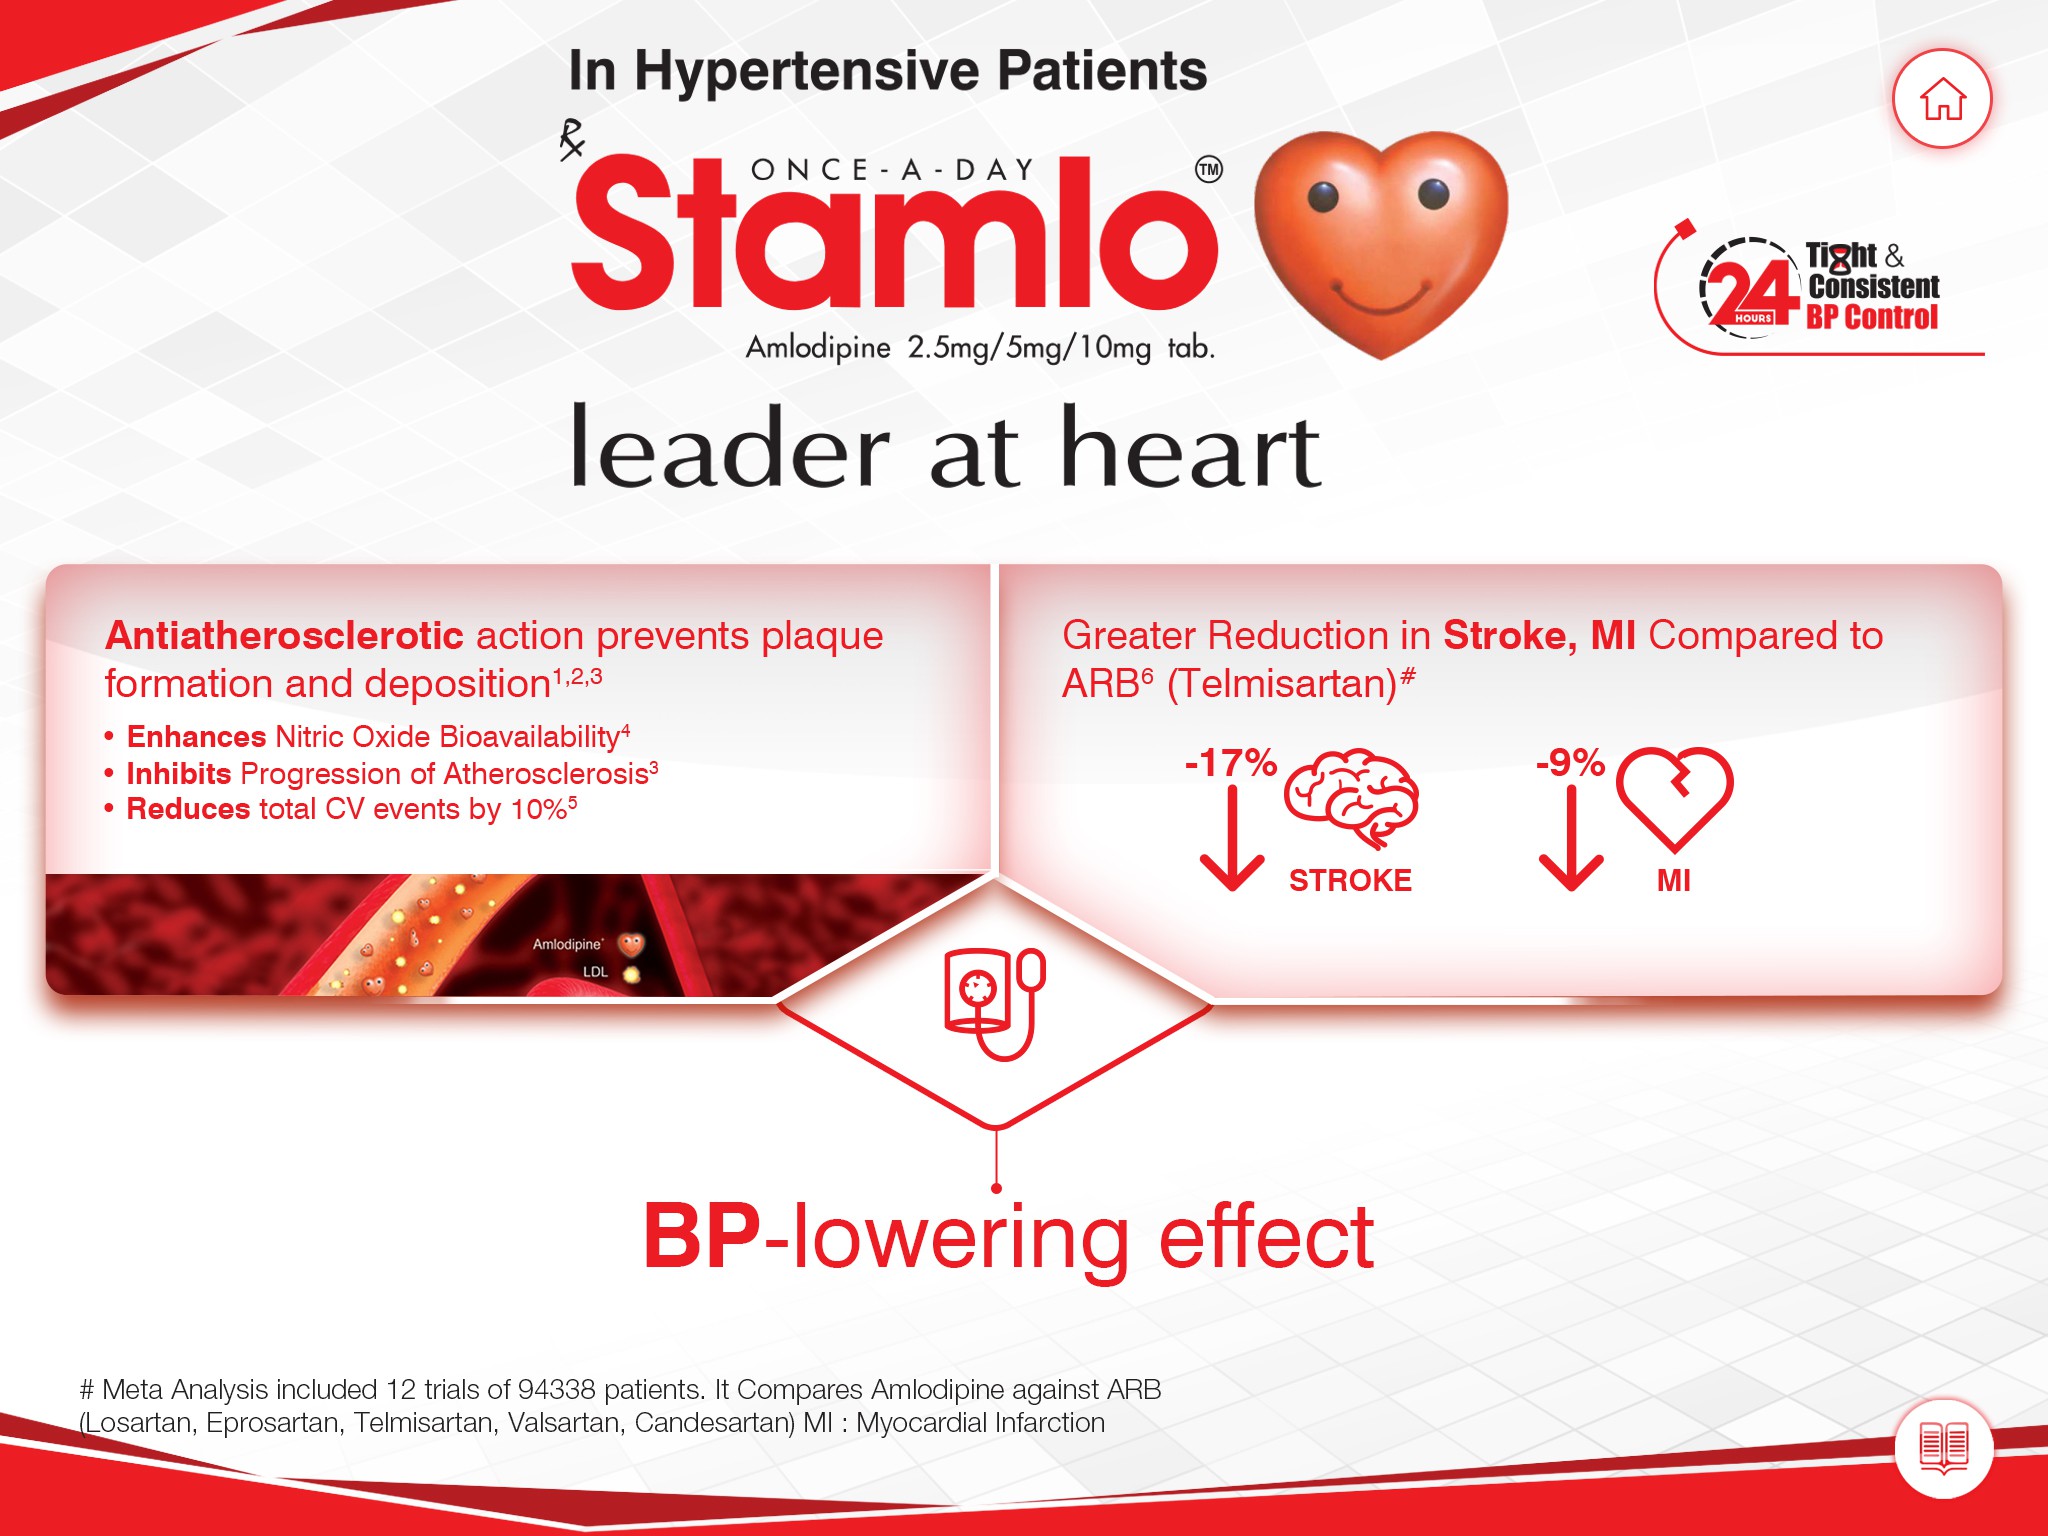 In Hypertensive Patients
℞
ONCE-A-DAY
Stamlo™
Amlodipine 2.5mg/5mg/10mg tab.
leader at heart
24 HOURS
Tight &
Consistent
BP Control
Antiatherosclerotic action prevents plaque
formation and deposition1,2,3
• Enhances Nitric Oxide Bioavailability4
• Inhibits Progression of Atherosclerosis3
• Reduces total CV events by 10%5
Amlodipine*
LDL
Greater Reduction in Stroke, MI Compared to
ARB6 (Telmisartan)#
-17%
STROKE
-9%
MI
BP-lowering effect
# Meta Analysis included 12 trials of 94338 patients. It Compares Amlodipine against ARB
(Losartan, Eprosartan, Telmisartan, Valsartan, Candesartan) MI : Myocardial Infarction